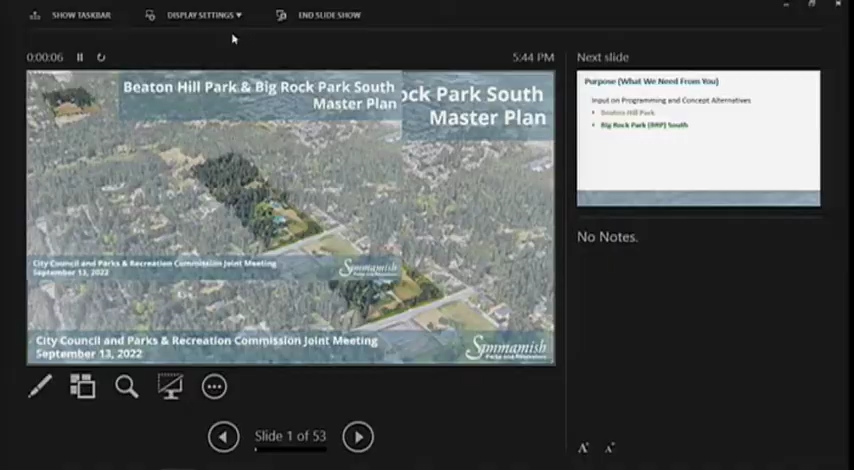 SHOW TASKBAR
DISPLAY SETTINGS ▼
END SLIDE SHOW
0:00:06
5:44 PM
Next slide
Beaton Hill Park & Big Rock Park South
Master Plan
ock Park South
Master Plan
City Council and Parks & Recreation Commission Joint Meeting
September 13, 2022
Sammamish
City Council and Parks & Recreation Commission Joint Meeting
September 13, 2022
Sammamish
Parks and Recreation
Purpose (What We Need From You)
Input on Programming and Concept Alternatives
• Beaton Hill Park
• Big Rock Park (BRP) South
No Notes.
Slide 1 of 53
A
A